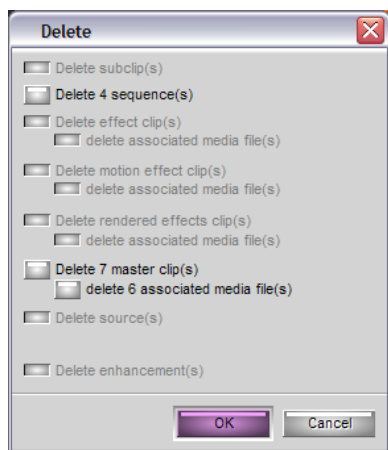 Delete
Delete subclip(s)
Delete 4 sequence(s)
Delete effect clip(s)
delete associated media file(s)
Delete motion effect clip(s)
delete associated media file(s)
Delete rendered effects clip(s)
delete associated media file(s)
Delete 7 master clip(s)
delete 6 associated media file(s)
Delete source(s)
Delete enhancement(s)
OK Cancel